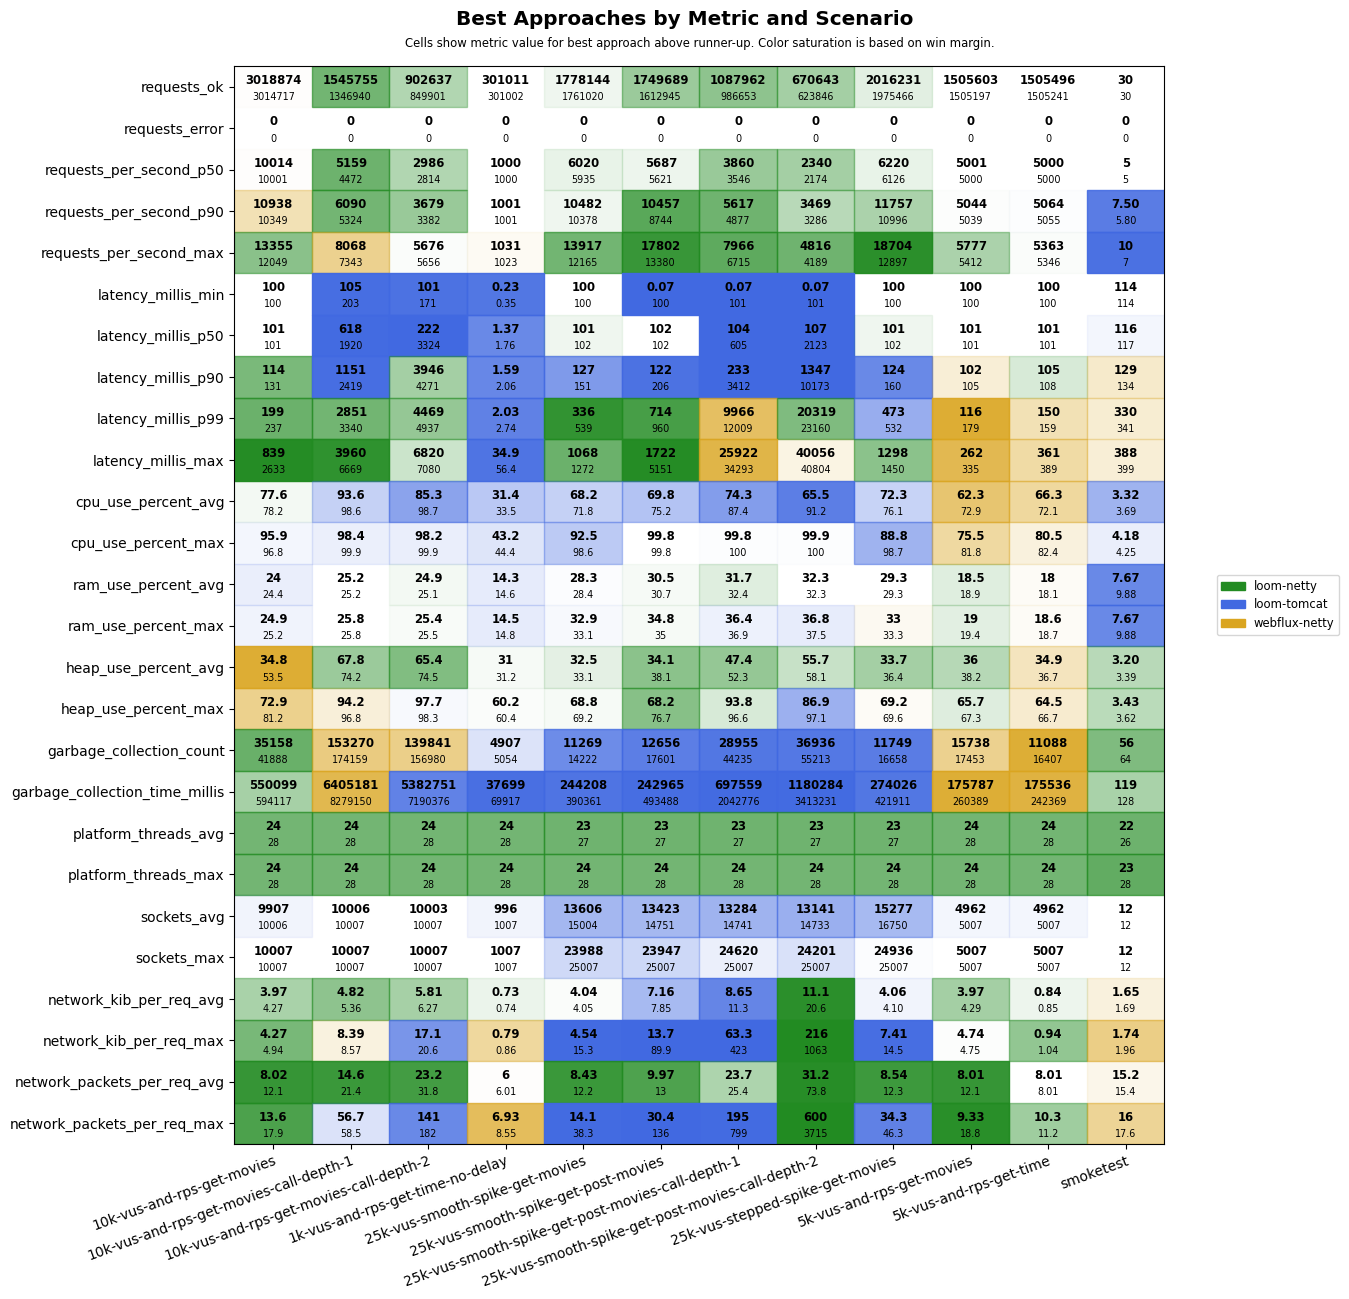 Best Approaches by Metric and Scenario
Cells show metric value for best approach above runner-up. Color saturation is based on win margin.
requests_ok 3018874 1545755 902637 301011 1778144 1749689 1087962 670643 2016231 1505603 1505496 30
3014717 1346940 849901 301002 1761020 1612945 986653 623846 1975466 1505197 1505241 30
requests_error 0 0 0 0 0 0 0 0 0 0 0 0
0 0 0 0 0 0 0 0 0 0 0 0
requests_per_second_p50 10014 5159 2986 1000 6020 5687 3860 2340 6220 5001 5000 5
10001 4472 2814 1000 5935 5621 3546 2174 6126 5000 5000 5
requests_per_second_p90 10938 6090 3679 1001 10482 10457 5617 3469 11757 5044 5064 7.50
10349 5324 3382 1001 10378 8744 4877 3286 10996 5039 5055 5.80
requests_per_second_max 13355 8068 5676 1031 13917 17802 7966 4816 18704 5777 5363 10
12049 7343 5656 1023 12165 13380 6715 4189 12897 5412 5346 7
latency_millis_min 100 105 101 0.23 100 0.07 0.07 0.07 100 100 100 114
100 203 171 0.35 100 100 101 101 100 100 100 114
latency_millis_p50 101 618 222 1.37 101 102 104 107 101 101 101 116
101 1920 3324 1.76 102 102 605 2123 102 101 101 117
latency_millis_p90 114 1151 3946 1.59 127 122 233 1347 124 102 105 129
131 2419 4271 2.06 151 206 3412 10173 160 105 108 134
latency_millis_p99 199 2851 4469 2.03 336 714 9966 20319 473 116 150 330
237 3340 4937 2.74 539 960 12009 23160 532 179 159 341
latency_millis_max 839 3960 6820 34.9 1068 1722 25922 40056 1298 262 361 388
2633 6669 7080 56.4 1272 5151 34293 40804 1450 335 389 399
cpu_use_percent_avg 77.6 93.6 85.3 31.4 68.2 69.8 74.3 65.5 72.3 62.3 66.3 3.32
78.2 98.6 98.7 33.5 71.8 75.2 87.4 91.2 76.1 72.9 72.1 3.69
cpu_use_percent_max 95.9 98.4 98.2 43.2 92.5 99.8 99.8 99.9 88.8 75.5 80.5 4.18
96.8 99.9 99.9 44.4 98.6 99.8 100 100 98.7 81.8 82.4 4.25
ram_use_percent_avg 24 25.2 24.9 14.3 28.3 30.5 31.7 32.3 29.3 18.5 18 7.67
24.4 25.2 25.1 14.6 28.4 30.7 32.4 32.3 29.3 18.9 18.1 9.88
ram_use_percent_max 24.9 25.8 25.4 14.5 32.9 34.8 36.4 36.8 33 19 18.6 7.67
25.2 25.8 25.5 14.8 33.1 35 36.9 37.5 33.3 19.4 18.7 9.88
heap_use_percent_avg 34.8 67.8 65.4 31 32.5 34.1 47.4 55.7 33.7 36 34.9 3.20
53.5 74.2 74.5 31.2 33.1 38.1 52.3 58.1 36.4 38.2 36.7 3.39
heap_use_percent_max 72.9 94.2 97.7 60.2 68.8 68.2 93.8 86.9 69.2 65.7 64.5 3.43
81.2 96.8 98.3 60.4 69.2 76.7 96.6 97.1 69.6 67.3 66.7 3.62
garbage_collection_count 35158 153270 139841 4907 11269 12656 28955 36936 11749 15738 11088 56
41888 174159 156980 5054 14222 17601 44235 55213 16658 17453 16407 64
garbage_collection_time_millis 550099 6405181 5382751 37699 244208 242965 697559 1180284 274026 175787 175536 119
594117 8279150 7190376 69917 390361 493488 2042776 3413231 421911 260389 242369 128
platform_threads_avg 24 24 24 24 23 23 23 23 23 24 24 22
28 28 28 28 27 27 27 27 27 28 28 26
platform_threads_max 24 24 24 24 24 24 24 24 24 24 24 23
28 28 28 28 28 28 28 28 28 28 28 28
sockets_avg 9907 10006 10003 996 13606 13423 13284 13141 15277 4962 4962 12
10006 10007 10007 1007 15004 14751 14741 14733 16750 5007 5007 12
sockets_max 10007 10007 10007 1007 23988 23947 24620 24201 24936 5007 5007 12
10007 10007 10007 1007 25007 25007 25007 25007 25007 5007 5007 12
network_kib_per_req_avg 3.97 4.82 5.81 0.73 4.04 7.16 8.65 11.1 4.06 3.97 0.84 1.65
4.27 5.36 6.27 0.74 4.05 7.85 11.3 20.6 4.10 4.29 0.85 1.69
network_kib_per_req_max 4.27 8.39 17.1 0.79 4.54 13.7 63.3 216 7.41 4.74 0.94 1.74
4.94 8.57 20.6 0.86 15.3 89.9 423 1063 14.5 4.75 1.04 1.96
network_packets_per_req_avg 8.02 14.6 23.2 6 8.43 9.97 23.7 31.2 8.54 8.01 8.01 15.2
12.1 21.4 31.8 6.01 12.2 13 25.4 73.8 12.3 12.1 8.01 15.4
network_packets_per_req_max 13.6 56.7 141 6.93 14.1 30.4 195 600 34.3 9.33 10.3 16
17.9 58.5 182 8.55 38.3 136 799 3715 46.3 18.8 11.2 17.6
10k-vus-and-rps-get-movies
10k-vus-and-rps-get-movies-call-depth-1
10k-vus-and-rps-get-movies-call-depth-2
1k-vus-and-rps-get-time-no-delay
25k-vus-smooth-spike-get-movies
25k-vus-smooth-spike-get-post-movies
25k-vus-smooth-spike-get-post-movies-call-depth-1
25k-vus-smooth-spike-get-post-movies-call-depth-2
25k-vus-stepped-spike-get-movies
5k-vus-and-rps-get-movies
5k-vus-and-rps-get-time
smoketest
loom-netty
loom-tomcat
webflux-netty